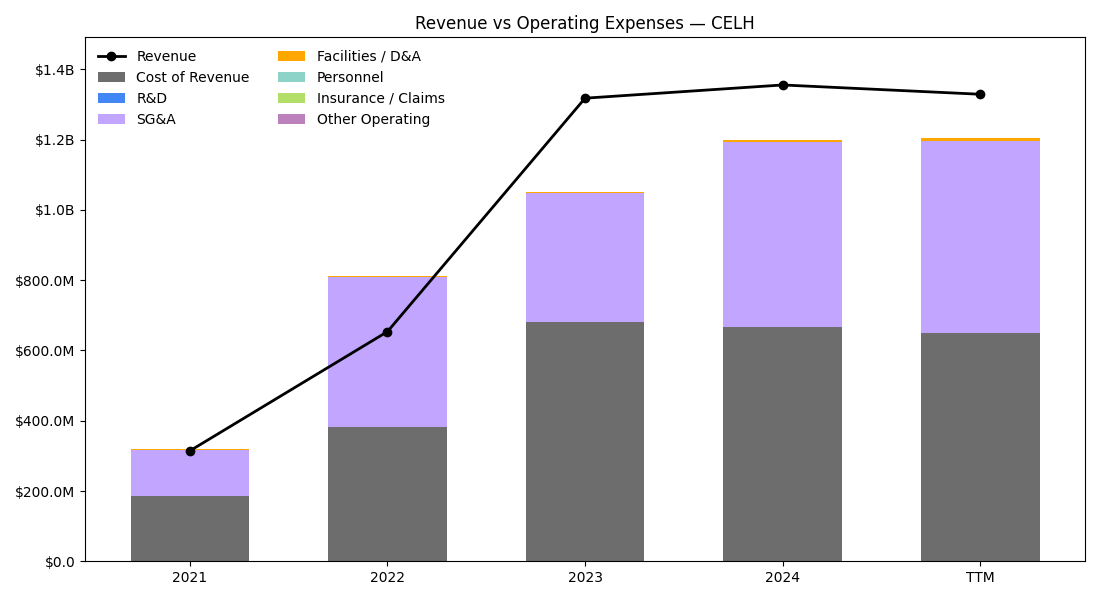 Revenue vs Operating Expenses — CELH
Revenue
Cost of Revenue
R&D
SG&A
Facilities / D&A
Personnel
Insurance / Claims
Other Operating
$1.4B
$1.2B
$1.0B
$800.0M
$600.0M
$400.0M
$200.0M
$0.0
2021 2022 2023 2024 TTM